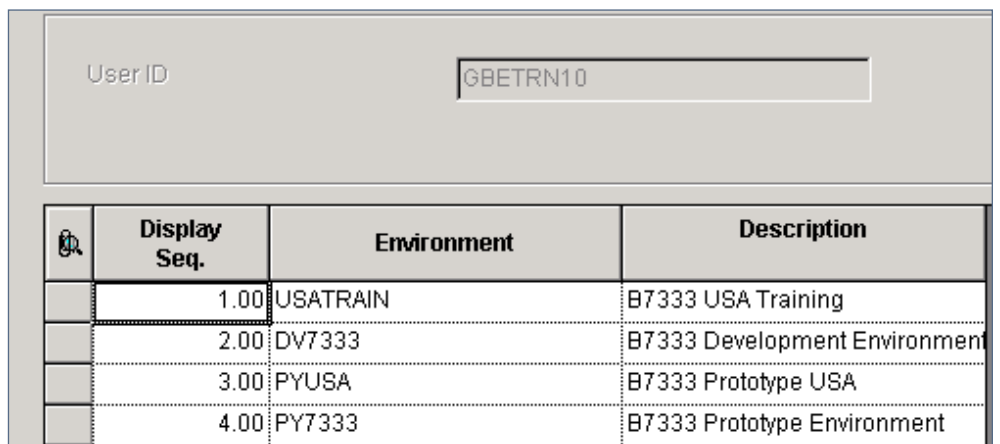 User ID GBETRN10
Display Seq. Environment Description
1.00 USATRAIN B7333 USA Training
2.00 DV7333 B7333 Development Environment
3.00 PYUSA B7333 Prototype USA
4.00 PY7333 B7333 Prototype Environment